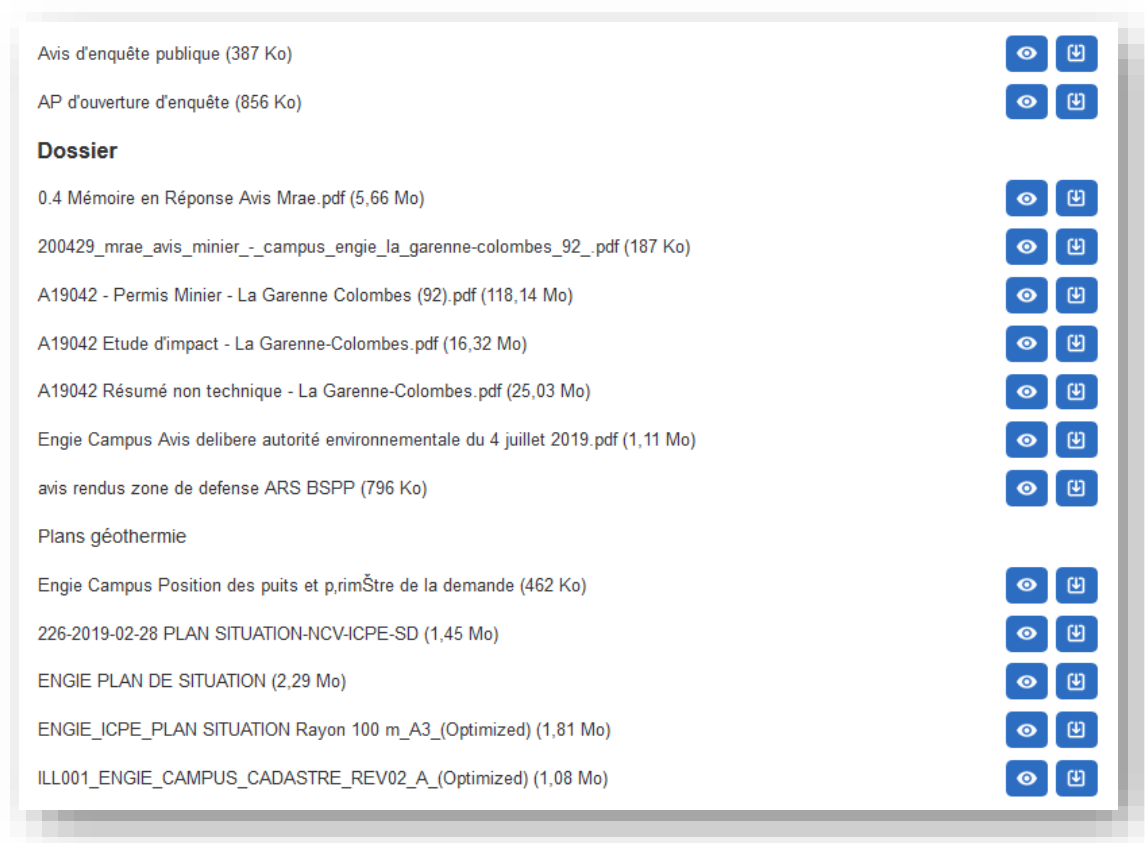 Avis d'enquête publique (387 Ko)
AP d'ouverture d'enquête (856 Ko)
Dossier
0.4 Mémoire en Réponse Avis Mrae.pdf (5,66 Mo)
200429_mrae_avis_minier_-_campus_engie_la_garenne-colombes_92_.pdf (187 Ko)
A19042 - Permis Minier - La Garenne Colombes (92).pdf (118,14 Mo)
A19042 Etude d'impact - La Garenne-Colombes.pdf (16,32 Mo)
A19042 Résumé non technique - La Garenne-Colombes.pdf (25,03 Mo)
Engie Campus Avis delibere autorité environnementale du 4 juillet 2019.pdf (1,11 Mo)
avis rendus zone de defense ARS BSPP (796 Ko)
Plans géothermie
Engie Campus Position des puits et p‚rimŠtre de la demande (462 Ko)
226-2019-02-28 PLAN SITUATION-NCV-ICPE-SD (1,45 Mo)
ENGIE PLAN DE SITUATION (2,29 Mo)
ENGIE_ICPE_PLAN SITUATION Rayon 100 m_A3_(Optimized) (1,81 Mo)
ILL001_ENGIE_CAMPUS_CADASTRE_REV02_A_(Optimized) (1,08 Mo)